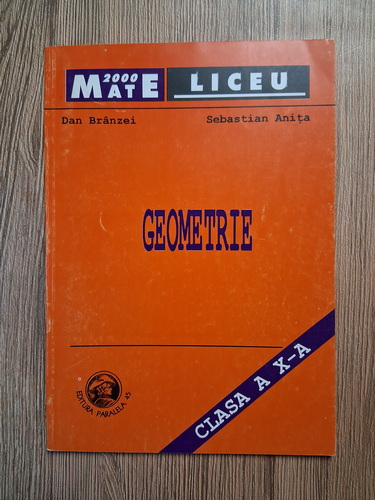 2000
MATE LICEU
Dan Brânzei Sebastian Anița
GEOMETRIE
CLASA A X-A
EDITURA PARALELA 45